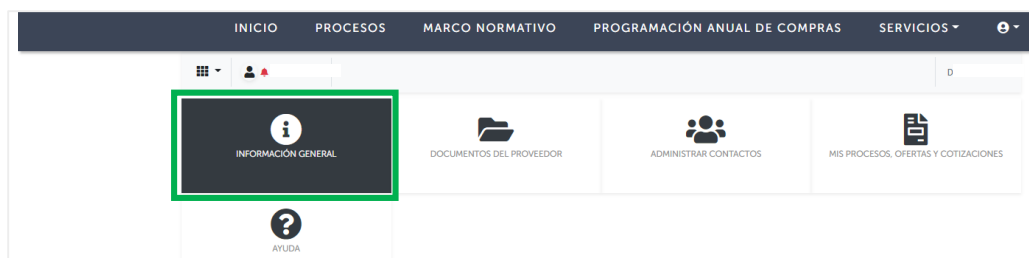 INICIO PROCESOS MARCO NORMATIVO PROGRAMACIÓN ANUAL DE COMPRAS SERVICIOS
D
INFORMACIÓN GENERAL DOCUMENTOS DEL PROVEEDOR ADMINISTRAR CONTACTOS MIS PROCESOS, OFERTAS Y COTIZACIONES
AYUDA